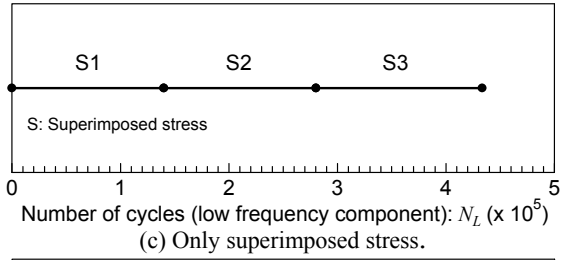 S1 S2 S3
S: Superimposed stress
0 1 2 3 4 5
Number of cycles (low frequency component): N_L (x 10^5)
(c) Only superimposed stress.